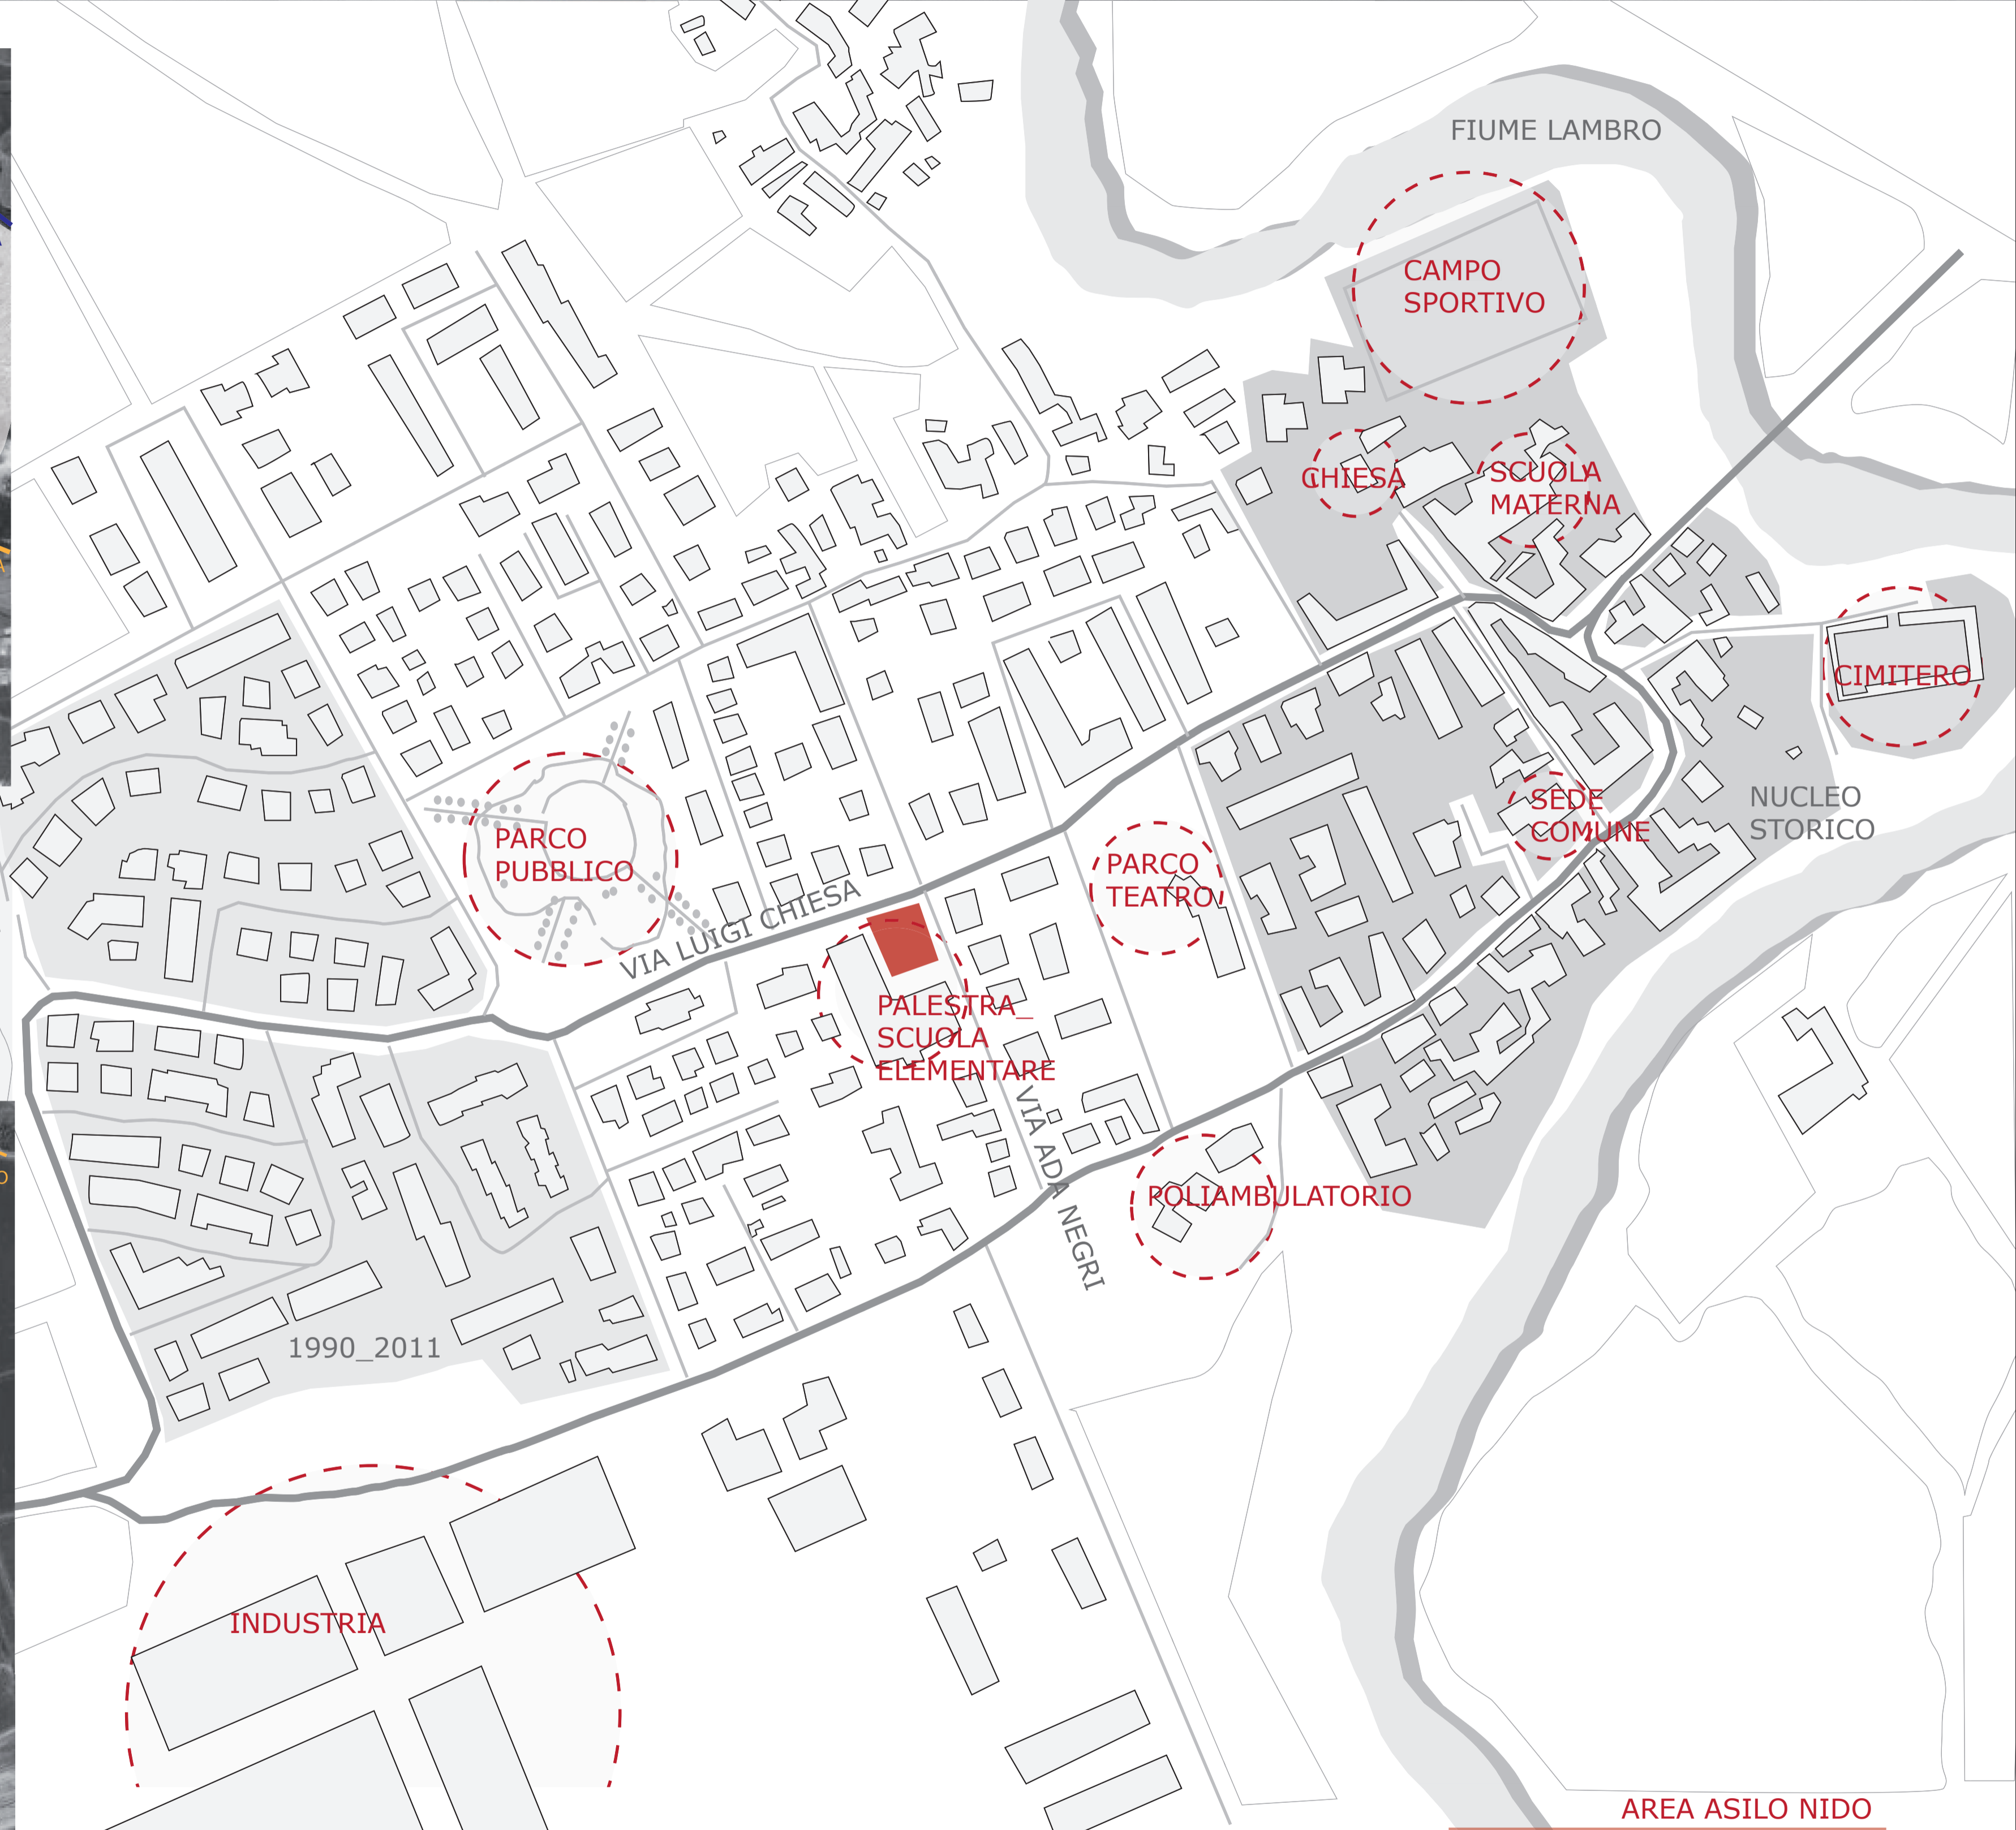 FIUME LAMBRO
CAMPO
SPORTIVO
CHIESA
SCUOLA
MATERNA
CIMITERO
NUCLEO
STORICO
SEDE
COMUNE
PARCO
PUBBLICO
PARCO
TEATRO
VIA LUIGI CHIESA
PALESTRA_
SCUOLA
ELEMENTARE
VIA ADA NEGRI
POLIAMBULATORIO
1990_2011
INDUSTRIA
AREA ASILO NIDO